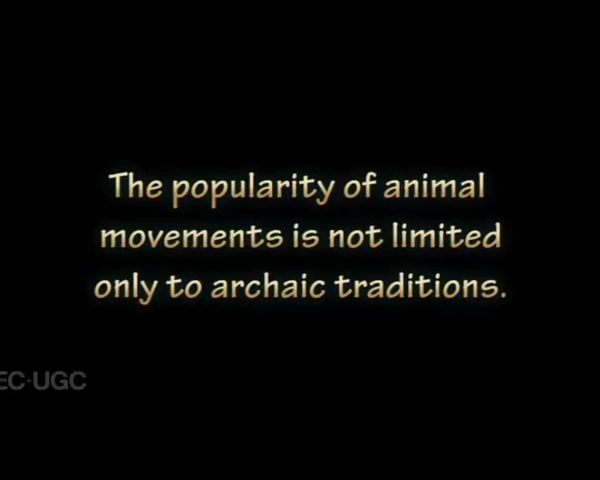 The popularity of animal
movements is not limited
only to archaic traditions.
EC-UGC